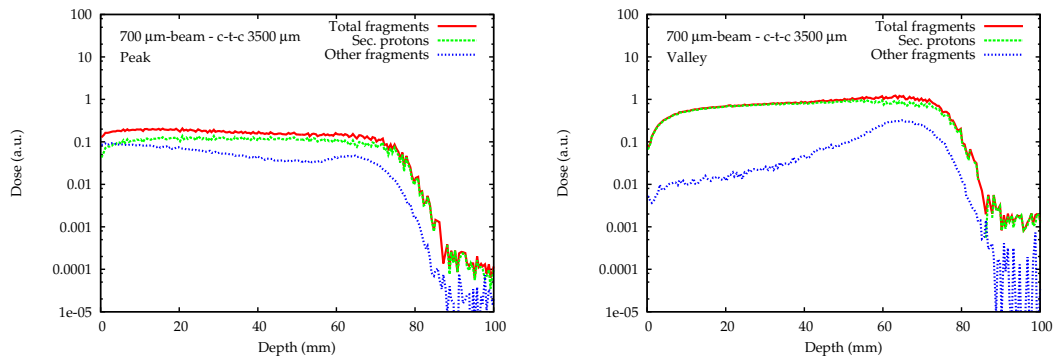 100
10
1
0.1
0.01
0.001
0.0001
1e-05
0 20 40 60 80 100
Dose (a.u.)
Depth (mm)
700 µm-beam - c-t-c 3500 µm
Peak
Total fragments
Sec. protons
Other fragments
100
10
1
0.1
0.01
0.001
0.0001
1e-05
0 20 40 60 80 100
Dose (a.u.)
Depth (mm)
700 µm-beam - c-t-c 3500 µm
Valley
Total fragments
Sec. protons
Other fragments